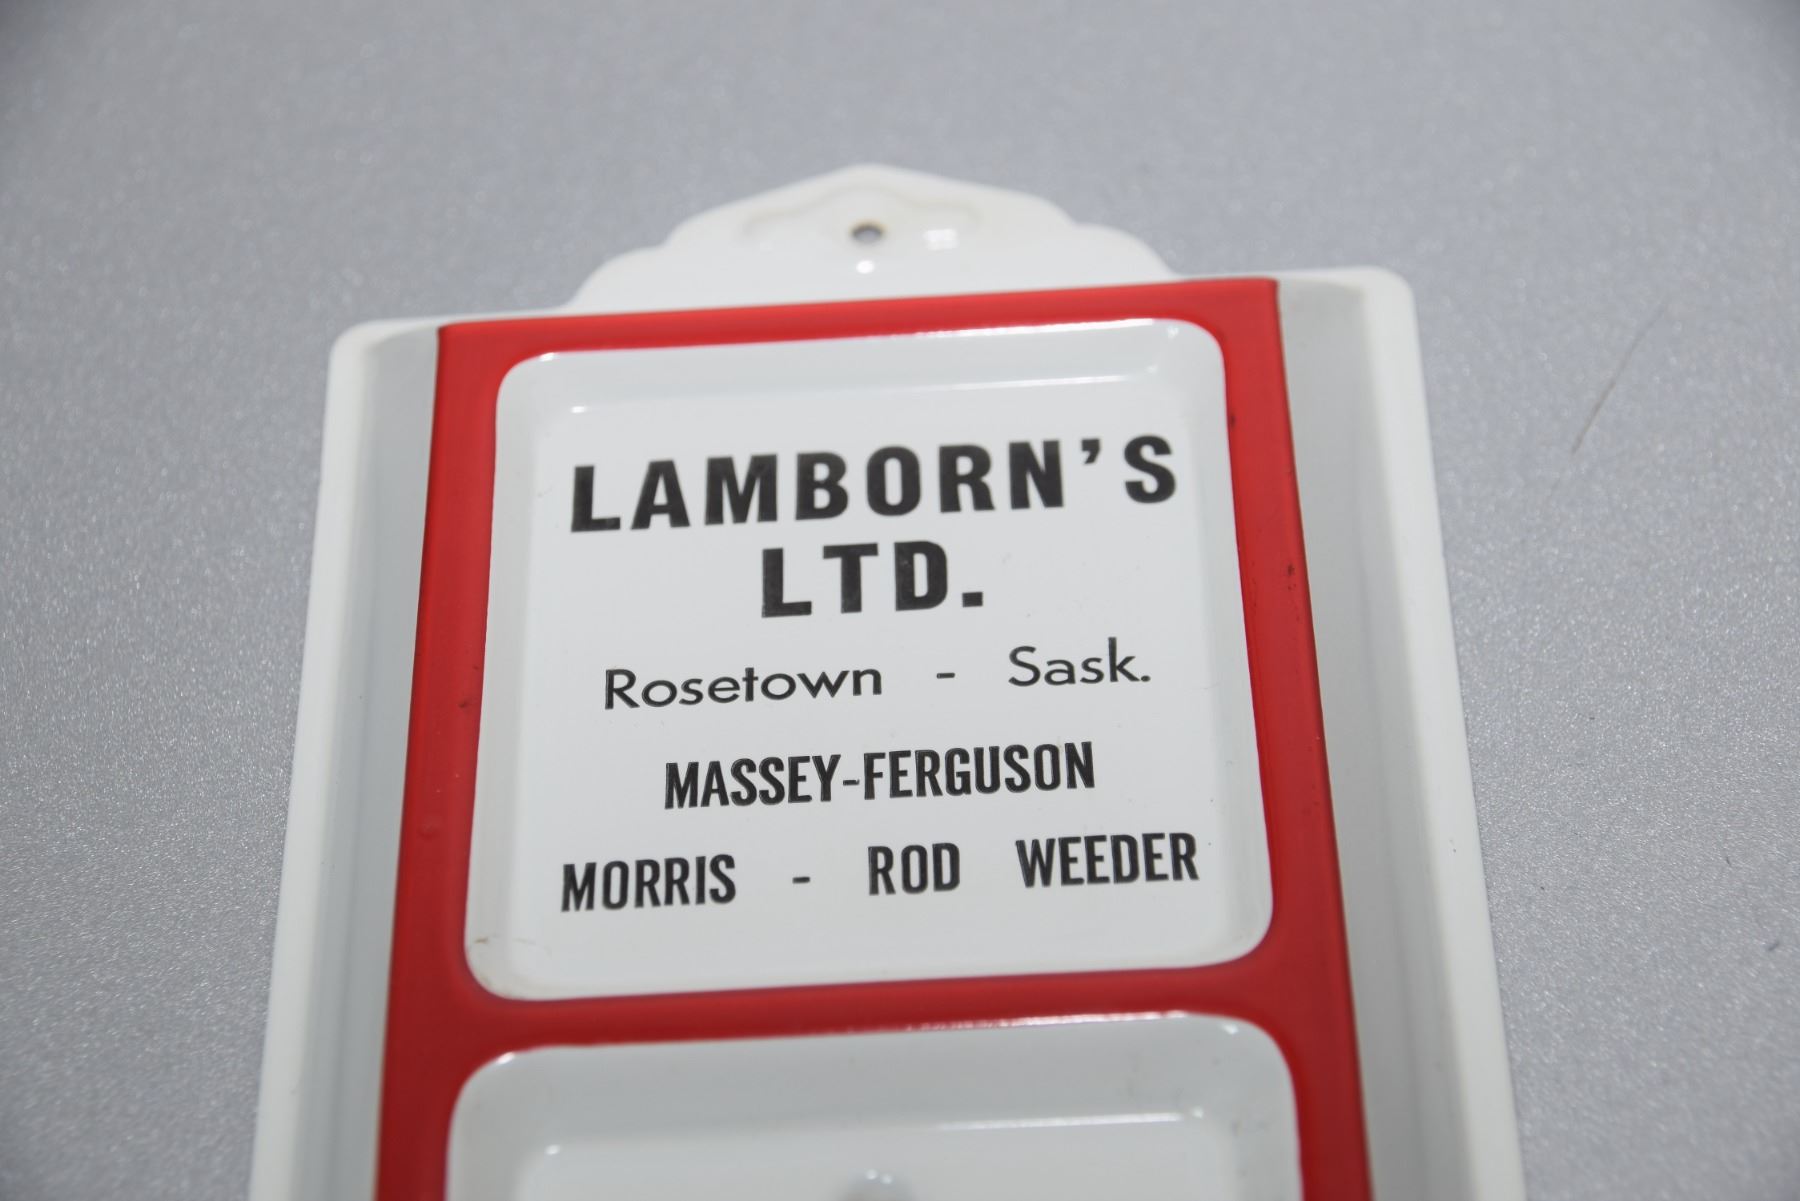 LAMBORN'S
LTD.
Rosetown - Sask.
MASSEY-FERGUSON
MORRIS - ROD WEEDER